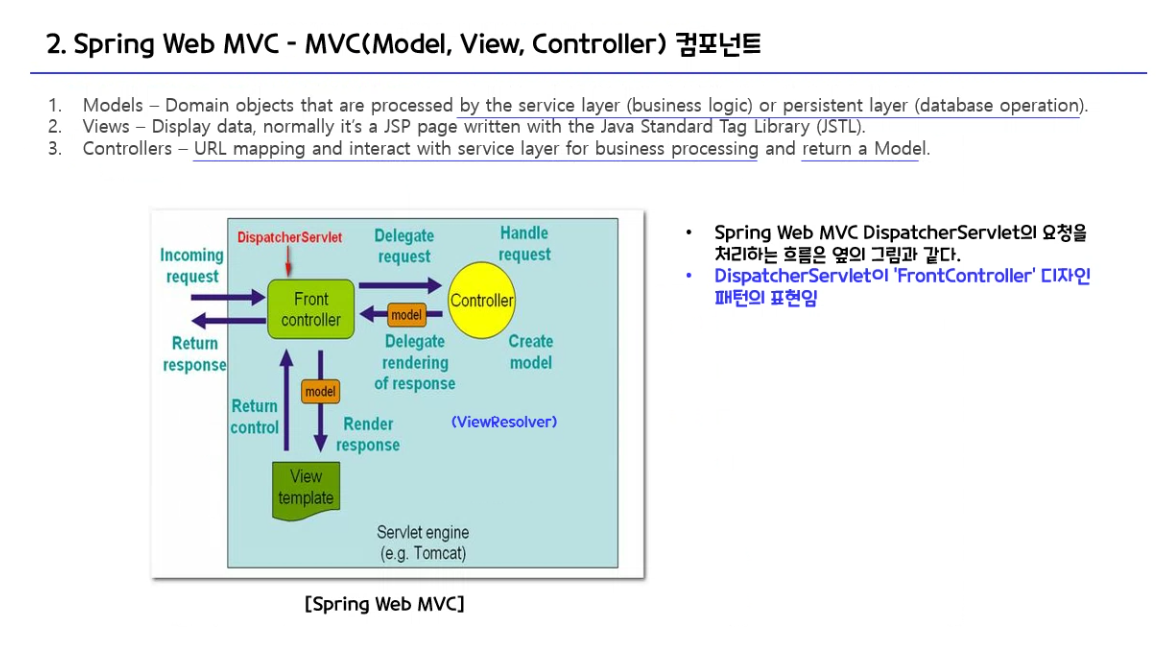 2. Spring Web MVC - MVC(Model, View, Controller) 컴포넌트
1. Models – Domain objects that are processed by the service layer (business logic) or persistent layer (database operation).
2. Views – Display data, normally it's a JSP page written with the Java Standard Tag Library (JSTL).
3. Controllers – URL mapping and interact with service layer for business processing and return a Model.
Incoming
request
Return
response
DispatcherServlet
Front
controller
Delegate
request
Handle
request
Controller
model
Delegate
rendering
of response
Create
model
model
Return
control
Render
response
(ViewResolver)
View
template
Servlet engine
(e.g. Tomcat)
[Spring Web MVC]
• Spring Web MVC DispatcherServlet의 요청을
처리하는 흐름은 옆의 그림과 같다.
• DispatcherServlet이 'FrontController' 디자인
패턴의 표현임